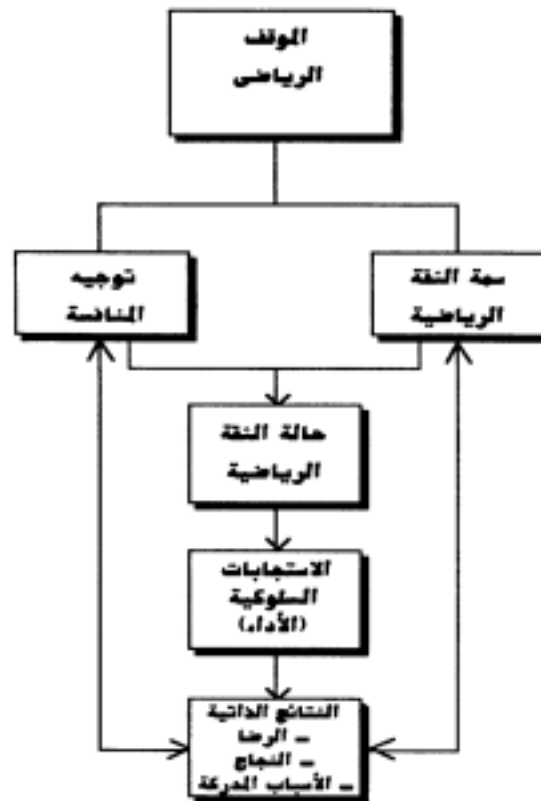 الموقف
الرياضى
سمة الثقة
الرياضية
توجيه
المنافسة
حالة الثقة
الرياضية
الاستجابات
السلوكية
(الأداء)
النتائج الذاتية
ـ الرضا
ـ النجاح
ـ الأسباب المدركة